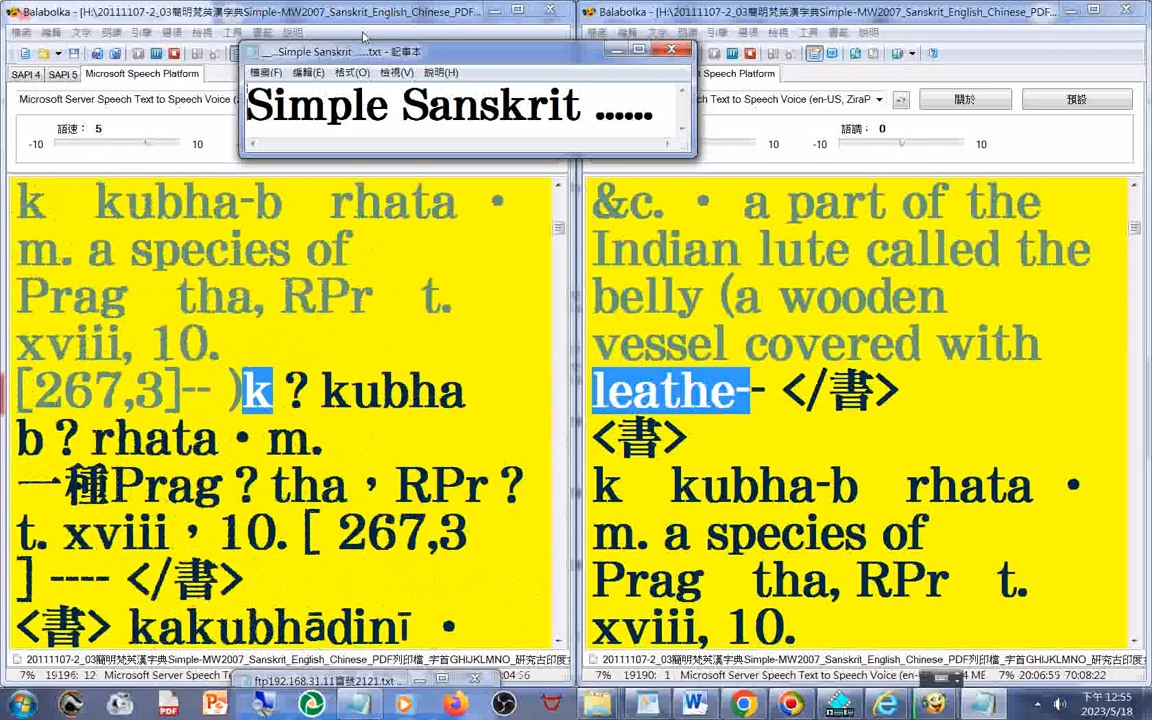 Balabolka - [H:\20111107-2_03簡明梵英漢字典Simple-MW2007_Sanskrit_English_Chinese_PDF...
Balabolka - [H:\20111107-2_03簡明梵英漢字典Simple-MW2007_Sanskrit_English_Chinese_PDF...
__...Simple Sanskrit ......txt - 記事本
SAPI 4 SAPI 5 Microsoft Speech Platform
檔案(F) 編輯(E) 格式(O) 檢視(V) 說明(H)
Speech Platform
Simple Sanskrit ......
Microsoft Server Speech Text to Speech Voice
ft Server Speech Text to Speech Voice (en-US, ZiraP
關於
預設
語速: 5
語調: 0
-10
10
10
-10
10
k kubha-b rhata •
m. a species of
Prag tha, RPr t.
xviii, 10.
[267,3]-- )k ? kubha
b ? rhata • m.
一種Prag ? tha，RPr ?
t. xviii，10. [ 267,3
] ---- </書>
<書> kakubhādinī •
&c. • a part of the
Indian lute called the
belly (a wooden
vessel covered with
leathe-- </書>
<書>
k kubha-b rhata •
m. a species of
Prag tha, RPr t.
xviii, 10.
20111107-2_03簡明梵英漢字典Simple-MW2007_Sanskrit_English_Chinese_PDF列印檔_字首GHIJKLMNO_研究古印度
20111107-2_03簡明梵英漢字典Simple-MW2007_Sanskrit_English_Chinese_PDF列印檔_字首GHIJKLMNO_研究古印度
7% 19196: 12 Microsoft Server Speech Te
ftp192.168.31.11
2121.txt
:04:56
7% 19190: 1 Microsoft Server Speech Text to Speech Voice (en-
20:06:55 70:08:22
下午 12:55
2023/5/18